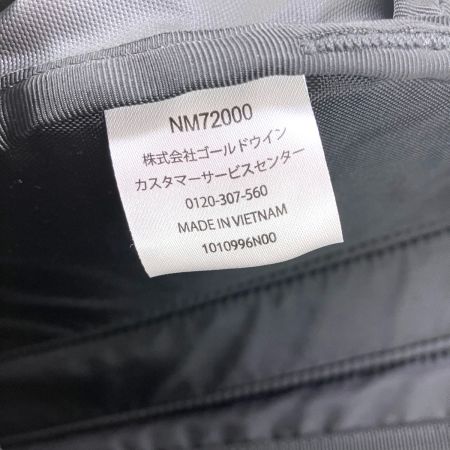 NM72000
株式会社ゴールドウイン
カスタマーサービスセンター
0120-307-560
MADE IN VIETNAM
1010996N00